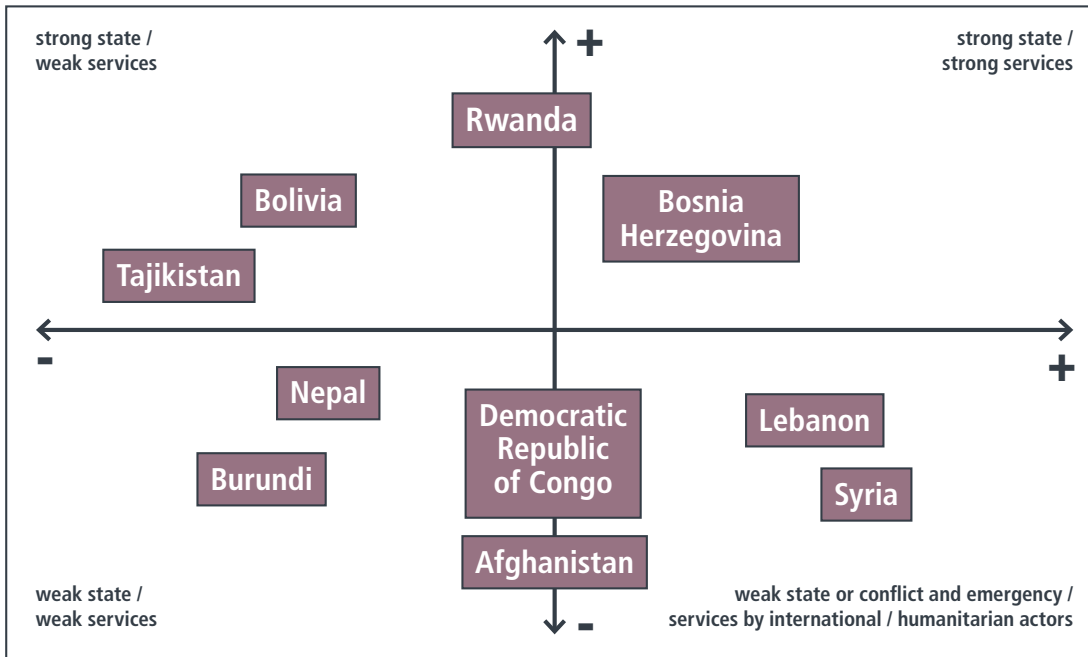 strong state /
weak services
+
strong state /
strong services
Rwanda
Bolivia
Bosnia
Herzegovina
Tajikistan
-
+
Nepal
Democratic
Republic
of Congo
Lebanon
Burundi
Syria
Afghanistan
weak state /
weak services
-
weak state or conflict and emergency /
services by international / humanitarian actors